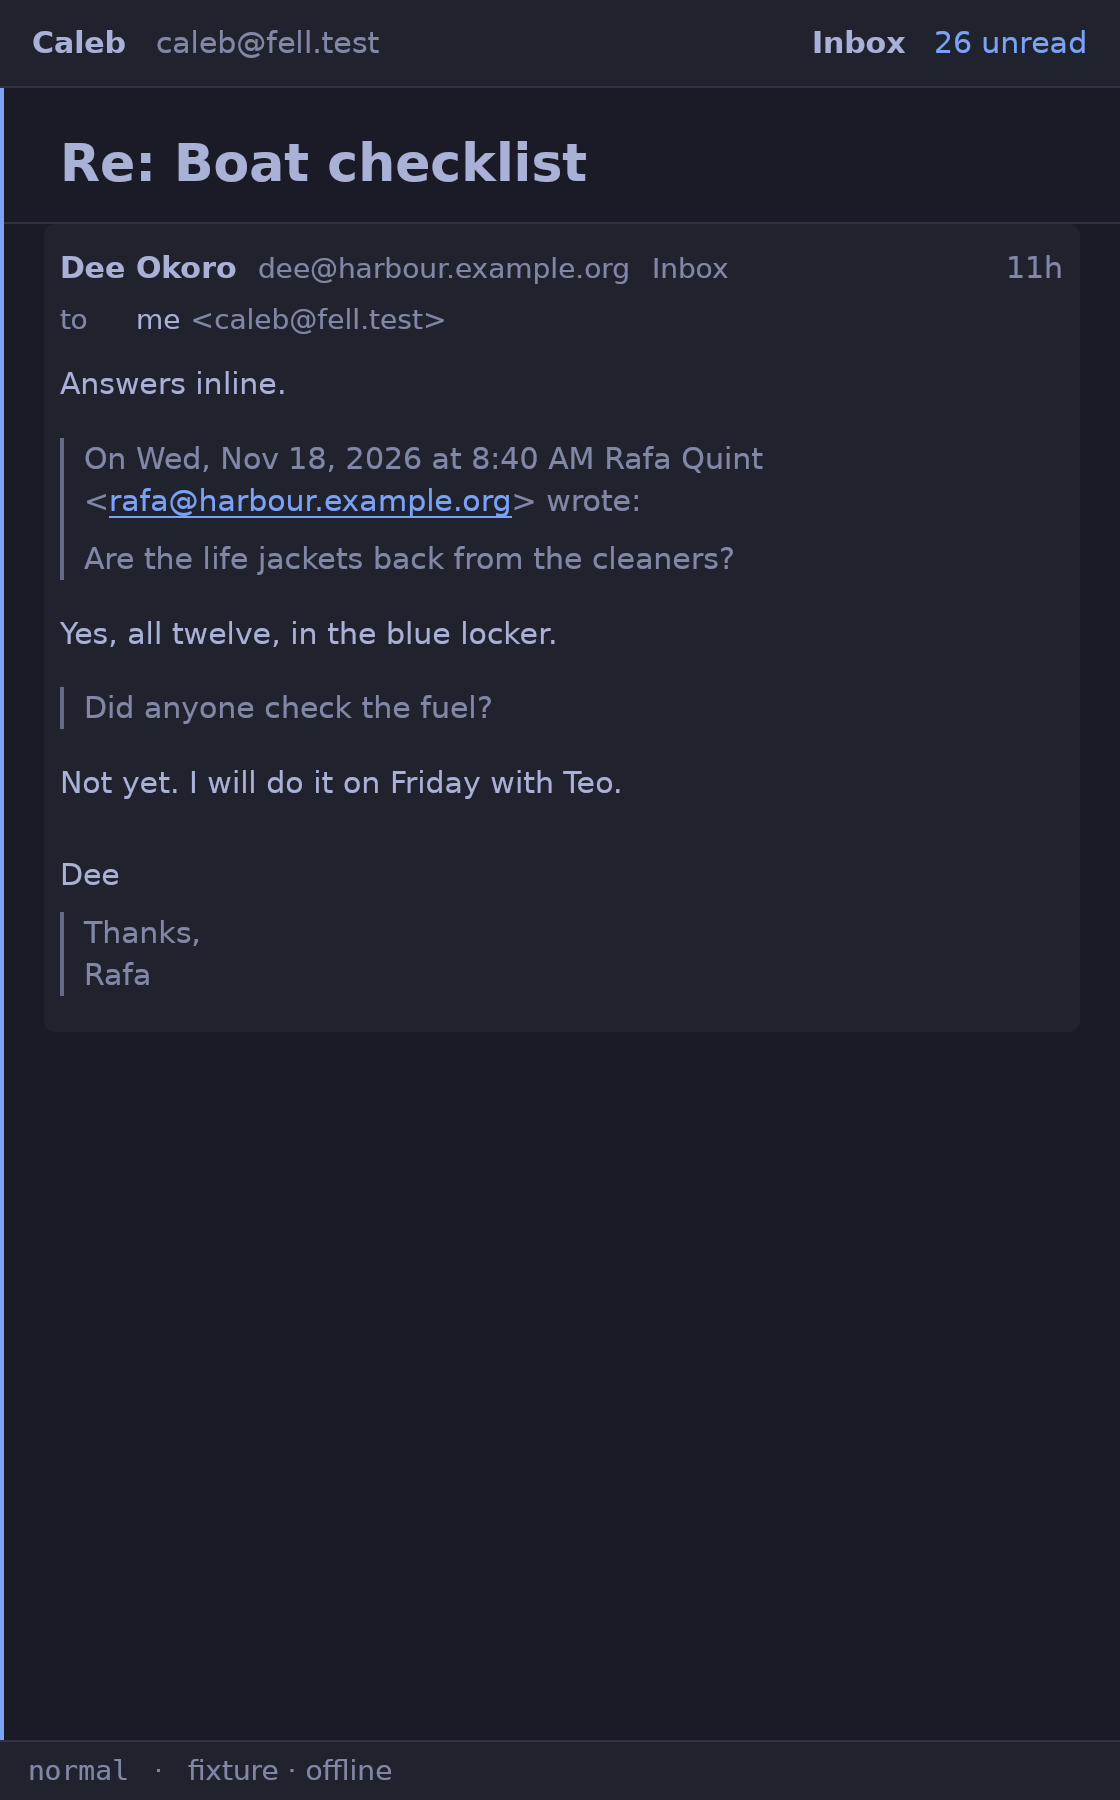 Caleb caleb@fell.test Inbox 26 unread
Re: Boat checklist
Dee Okoro dee@harbour.example.org Inbox 11h
to me <caleb@fell.test>
Answers inline.
On Wed, Nov 18, 2026 at 8:40 AM Rafa Quint
<rafa@harbour.example.org> wrote:
Are the life jackets back from the cleaners?
Yes, all twelve, in the blue locker.
Did anyone check the fuel?
Not yet. I will do it on Friday with Teo.
Dee
Thanks,
Rafa
normal · fixture · offline